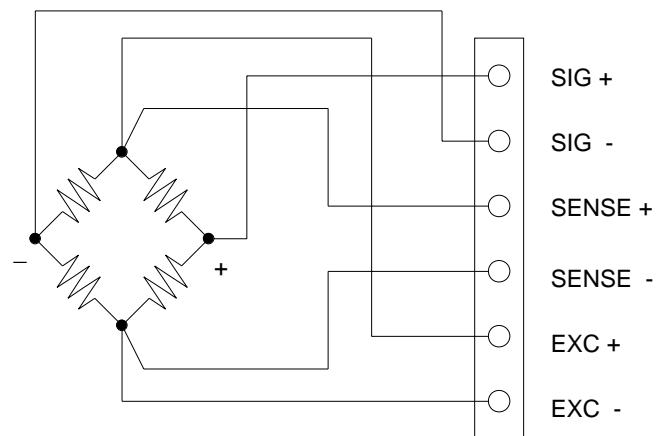 SIG +
SIG -
SENSE +
– +
SENSE -
EXC +
EXC -